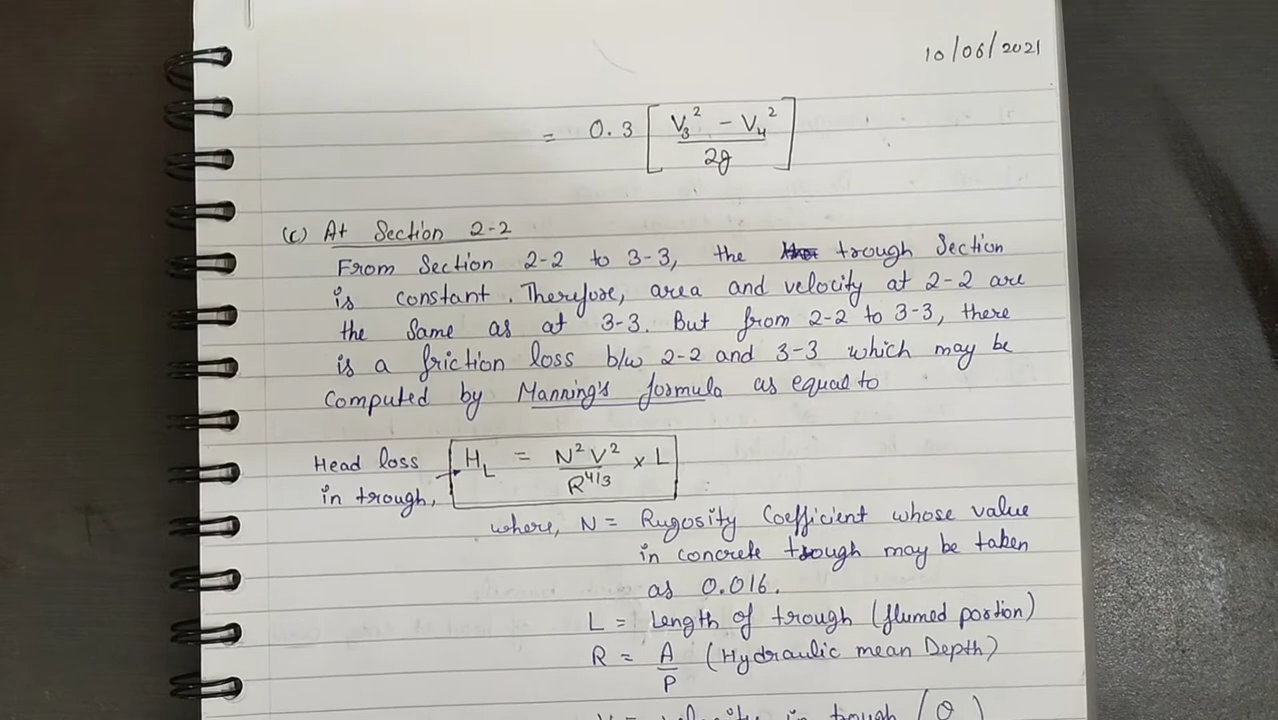 10/06/2021
= 0.3 [ (V₃² - V₄²) / 2g ]
(c) At Section 2-2
From Section 2-2 to 3-3, the trough Section
is constant. Therefore, area and velocity at 2-2 are
the same as at 3-3. But from 2-2 to 3-3, there
is a friction loss b/w 2-2 and 3-3 which may be
computed by Manning's formula as equal to
Head loss in trough, H_L = N²V² / R^4/3 × L
where, N = Rugosity Coefficient whose value
in concrete trough may be taken
as 0.016.
L = Length of trough (flumed portion)
R = A/P (Hydraulic mean Depth)
V = velocity in trough (Q